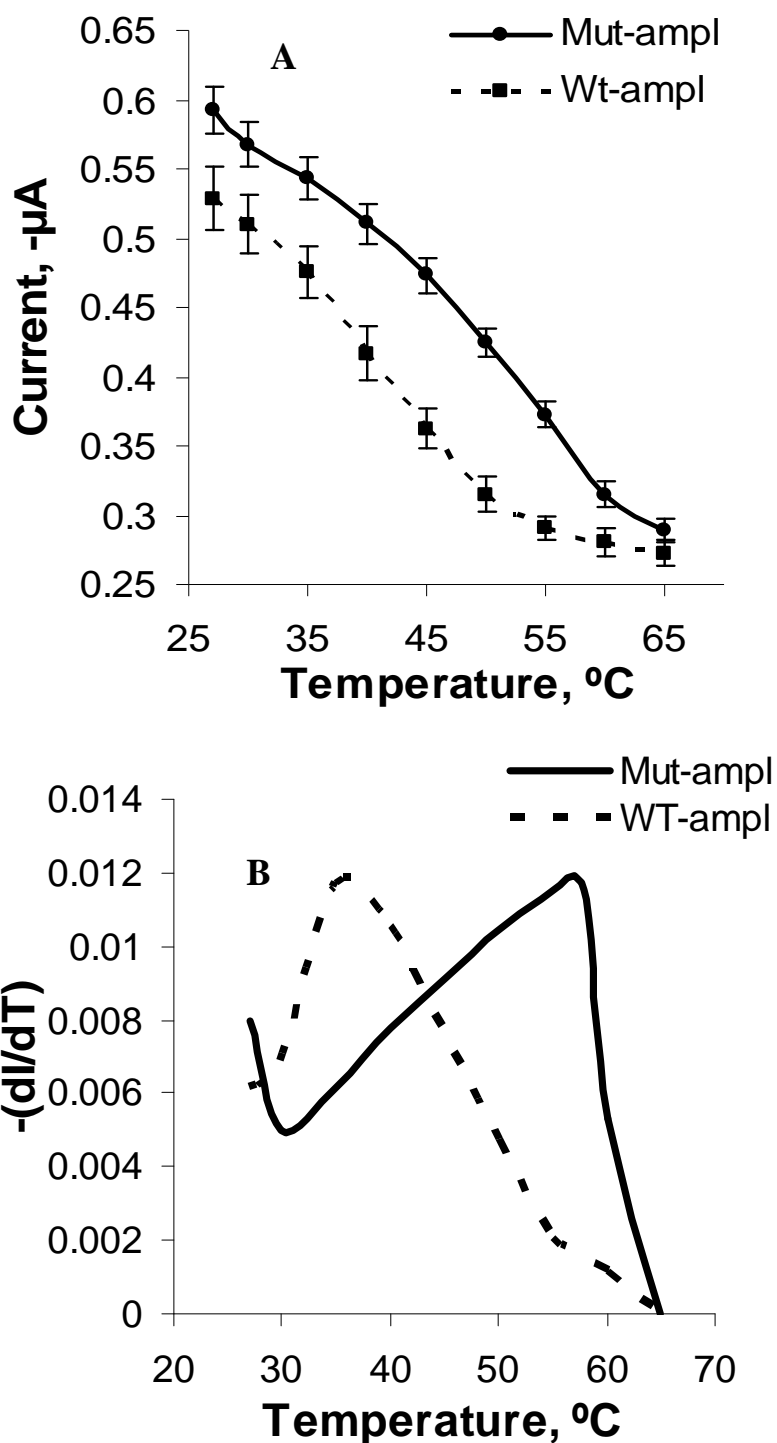 A
Mut-ampl
Wt-ampl
0.65
0.6
0.55
0.5
0.45
0.4
0.35
0.3
0.25
Current, -µA
25 35 45 55 65
Temperature, ºC
Mut-ampl
WT-ampl
B
0.014
0.012
0.01
0.008
0.006
0.004
0.002
0
-(dI/dT)
20 30 40 50 60 70
Temperature, ºC